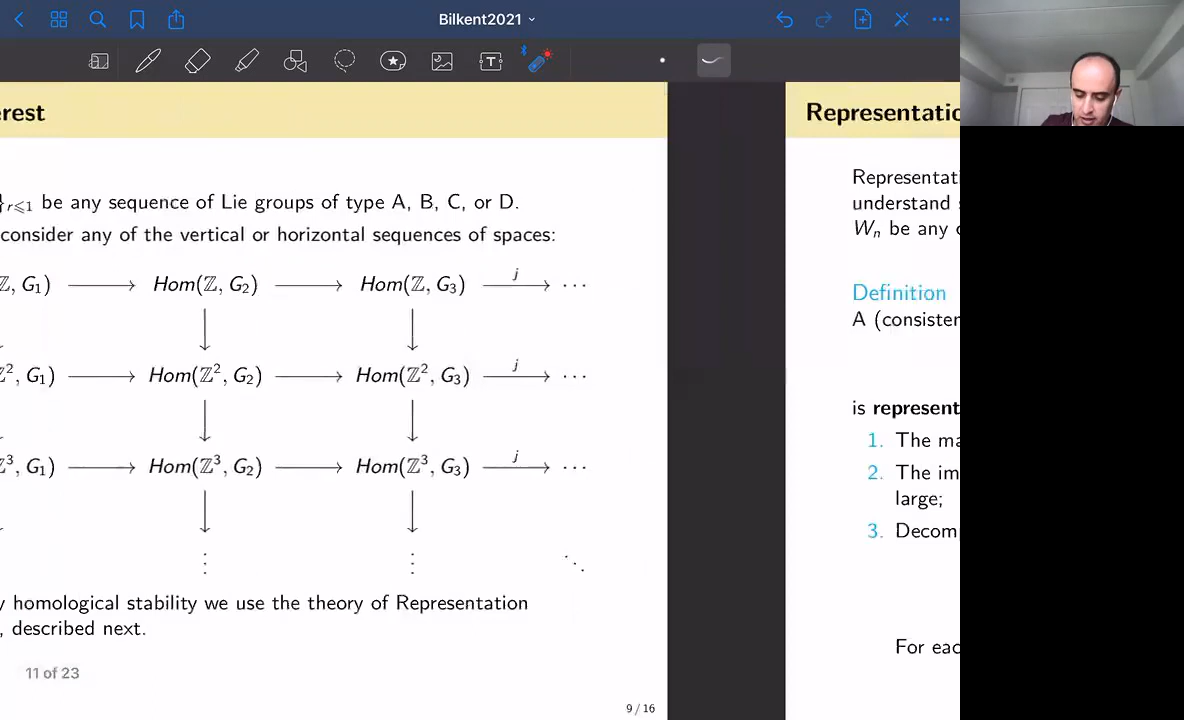 Bilkent2021
erest
}r⩽1 be any sequence of Lie groups of type A, B, C, or D.
consider any of the vertical or horizontal sequences of spaces:
ℤ, G₁) ⟶ Hom(ℤ, G₂) ⟶ Hom(ℤ, G₃) ⟶ j ⋯
ℤ², G₁) ⟶ Hom(ℤ², G₂) ⟶ Hom(ℤ², G₃) ⟶ j ⋯
ℤ³, G₁) ⟶ Hom(ℤ³, G₂) ⟶ Hom(ℤ³, G₃) ⟶ j ⋯
⋮ ⋮ ⋱
y homological stability we use the theory of Representation
, described next.
11 of 23
9 / 16
Representatio
Representati
understand
Wₙ be any
Definition
A (consisten
is represent
1. The ma
2. The im
large;
3. Decom
For eac